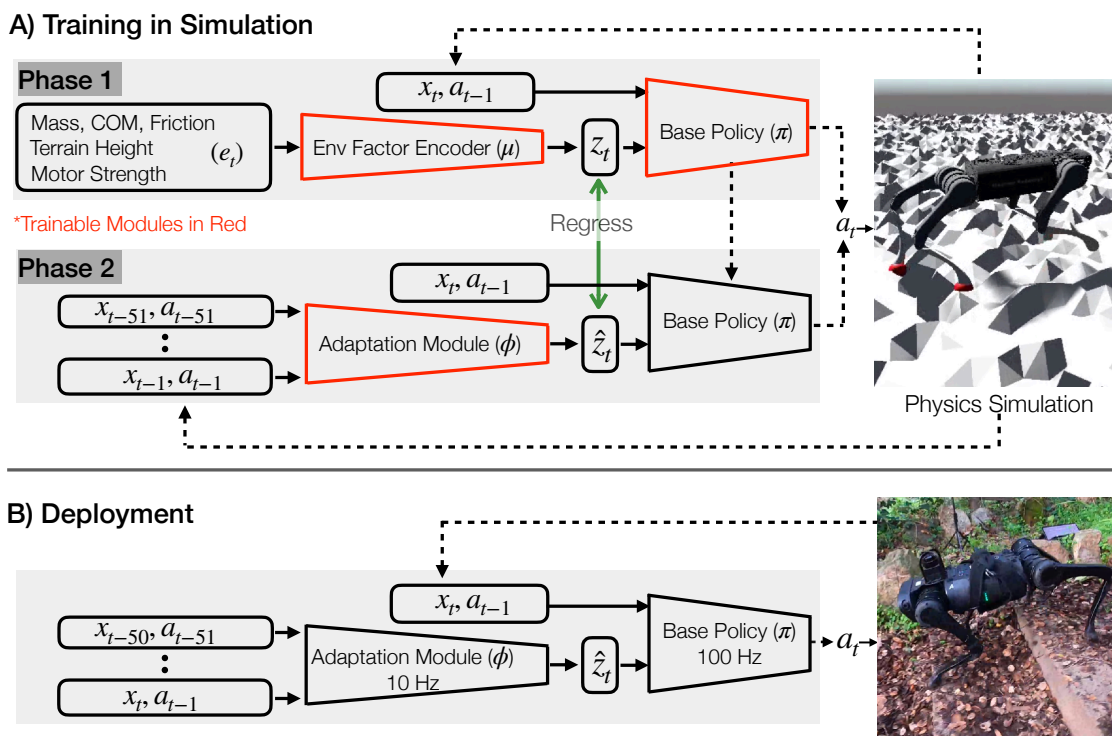 A) Training in Simulation
Phase 1
x_t, a_{t−1}
Mass, COM, Friction
Terrain Height
(e_t)
Motor Strength
Env Factor Encoder (μ)
z_t
Base Policy (π)
*Trainable Modules in Red
Regress
a_t
Phase 2
x_t, a_{t−1}
x_{t−51}, a_{t−51}
⋮
x_{t−1}, a_{t−1}
Adaptation Module (ϕ)
ẑ_t
Base Policy (π)
Physics Simulation
B) Deployment
x_t, a_{t−1}
x_{t−50}, a_{t−51}
⋮
x_t, a_{t−1}
Adaptation Module (ϕ)
10 Hz
ẑ_t
Base Policy (π)
100 Hz
a_t